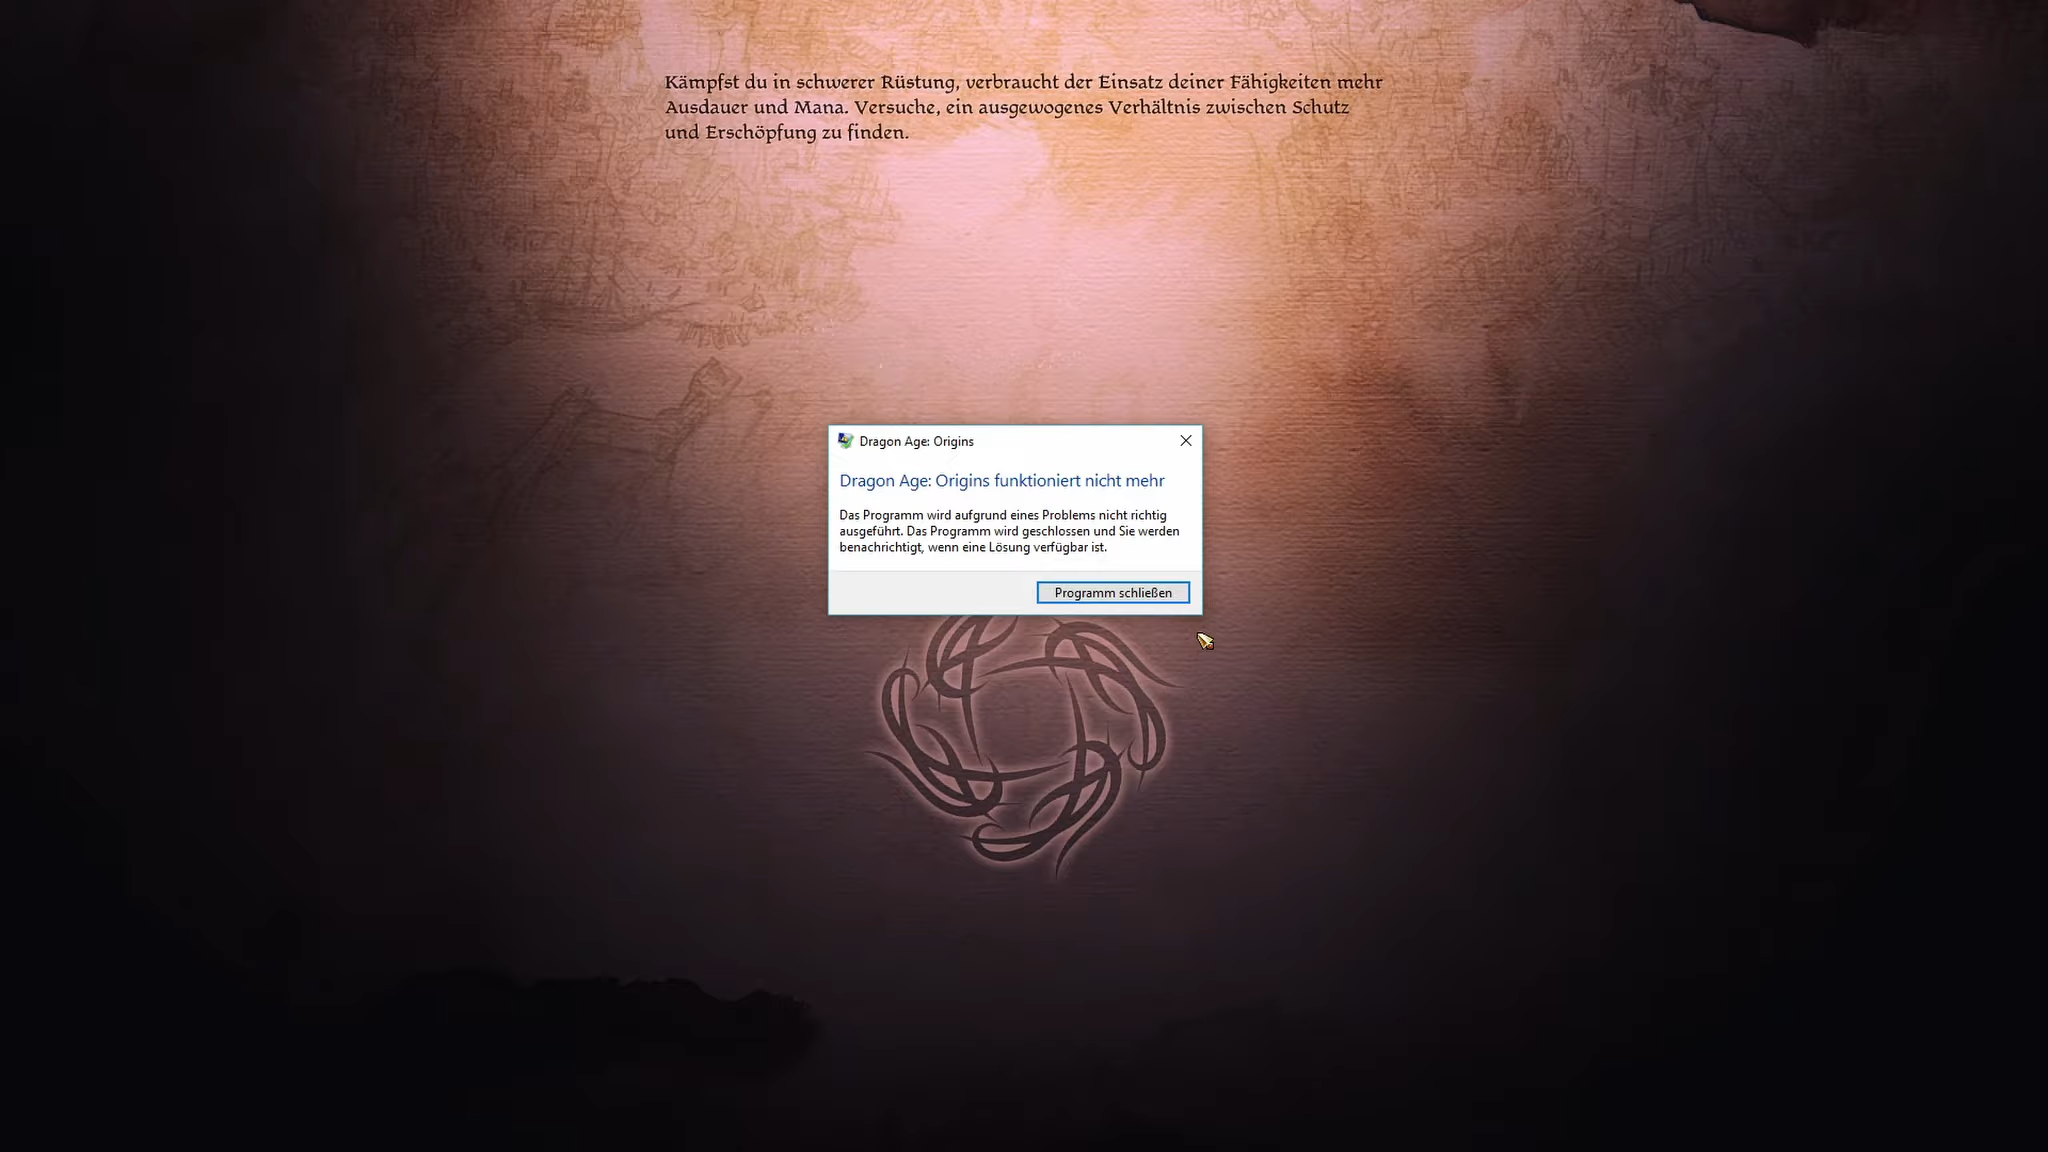 Kämpfst du in schwerer Rüstung, verbraucht der Einsatz deiner Fähigkeiten mehr
Ausdauer und Mana. Versuche, ein ausgewogenes Verhältnis zwischen Schutz
und Erschöpfung zu finden.
Dragon Age: Origins
Dragon Age: Origins funktioniert nicht mehr
Das Programm wird aufgrund eines Problems nicht richtig
ausgeführt. Das Programm wird geschlossen und Sie werden
benachrichtigt, wenn eine Lösung verfügbar ist.
Programm schließen